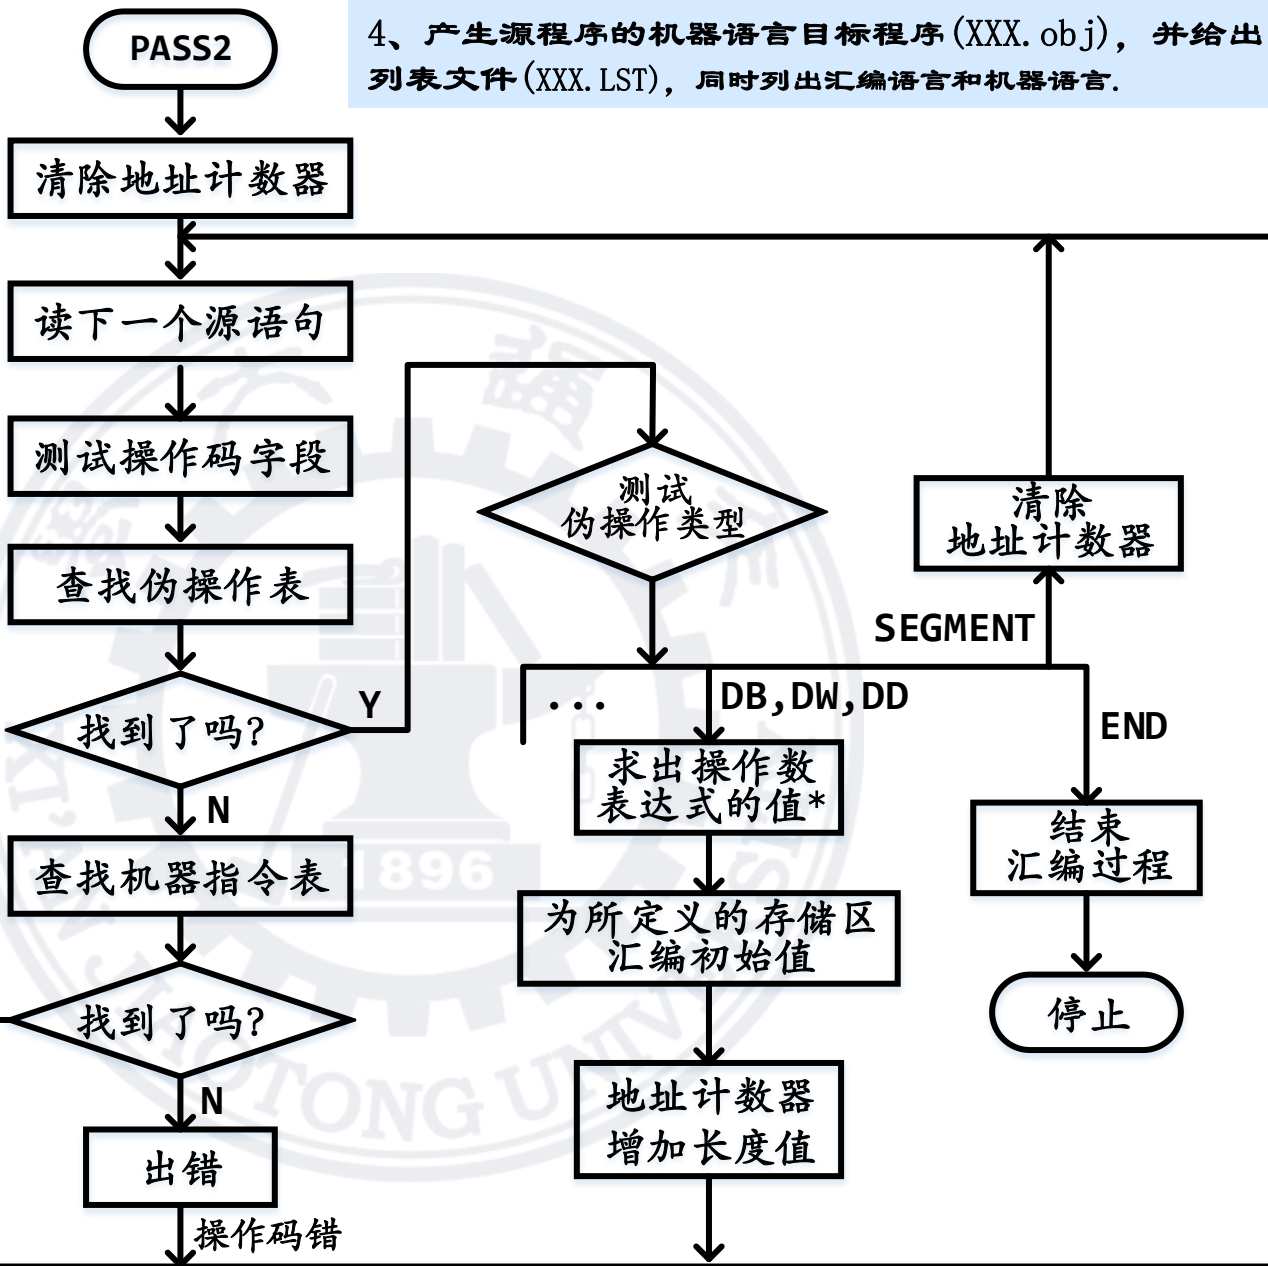 PASS2
4、产生源程序的机器语言目标程序(XXX.obj), 并给出
列表文件(XXX.LST), 同时列出汇编语言和机器语言.
清除地址计数器
读下一个源语句
测试操作码字段
查找伪操作表
找到了吗?
Y
N
查找机器指令表
找到了吗?
N
出错
操作码错
测试
伪操作类型
...
DB,DW,DD
求出操作数
表达式的值*
为所定义的存储区
汇编初始值
地址计数器
增加长度值
清除
地址计数器
SEGMENT
END
结束
汇编过程
停止
1896